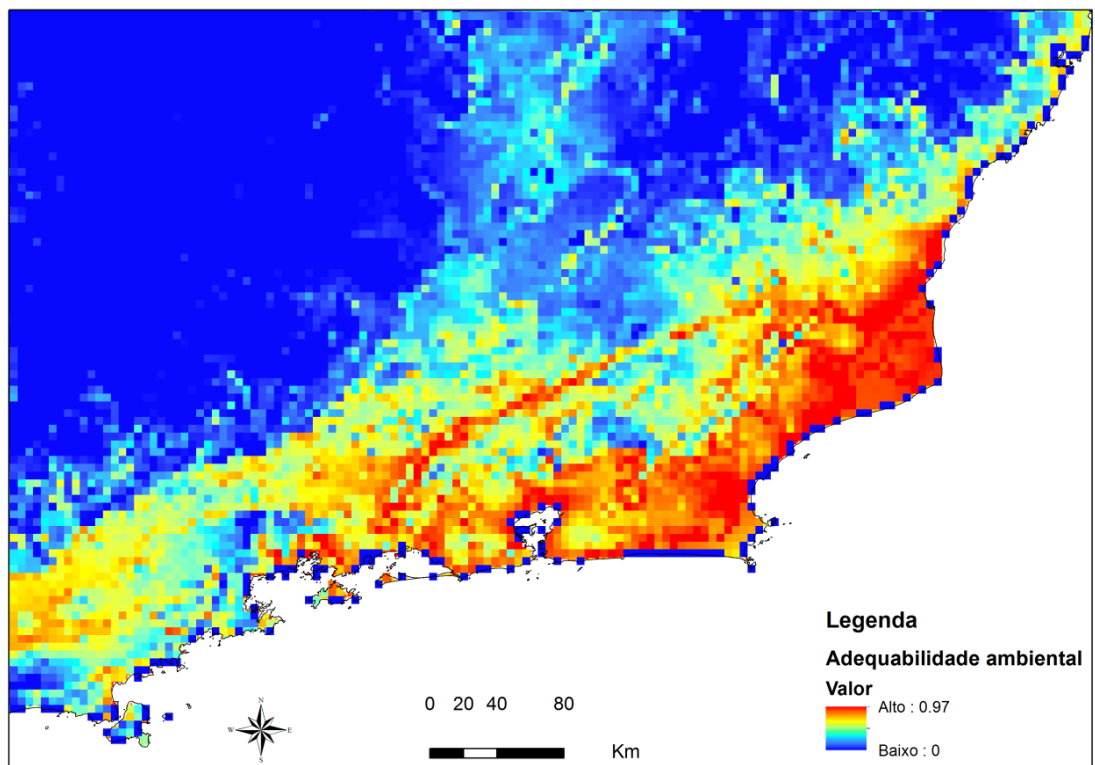 Legenda
Adequabilidade ambiental
Valor
Alto : 0.97
Baixo : 0
N
W E
S
0 20 40 80
Km